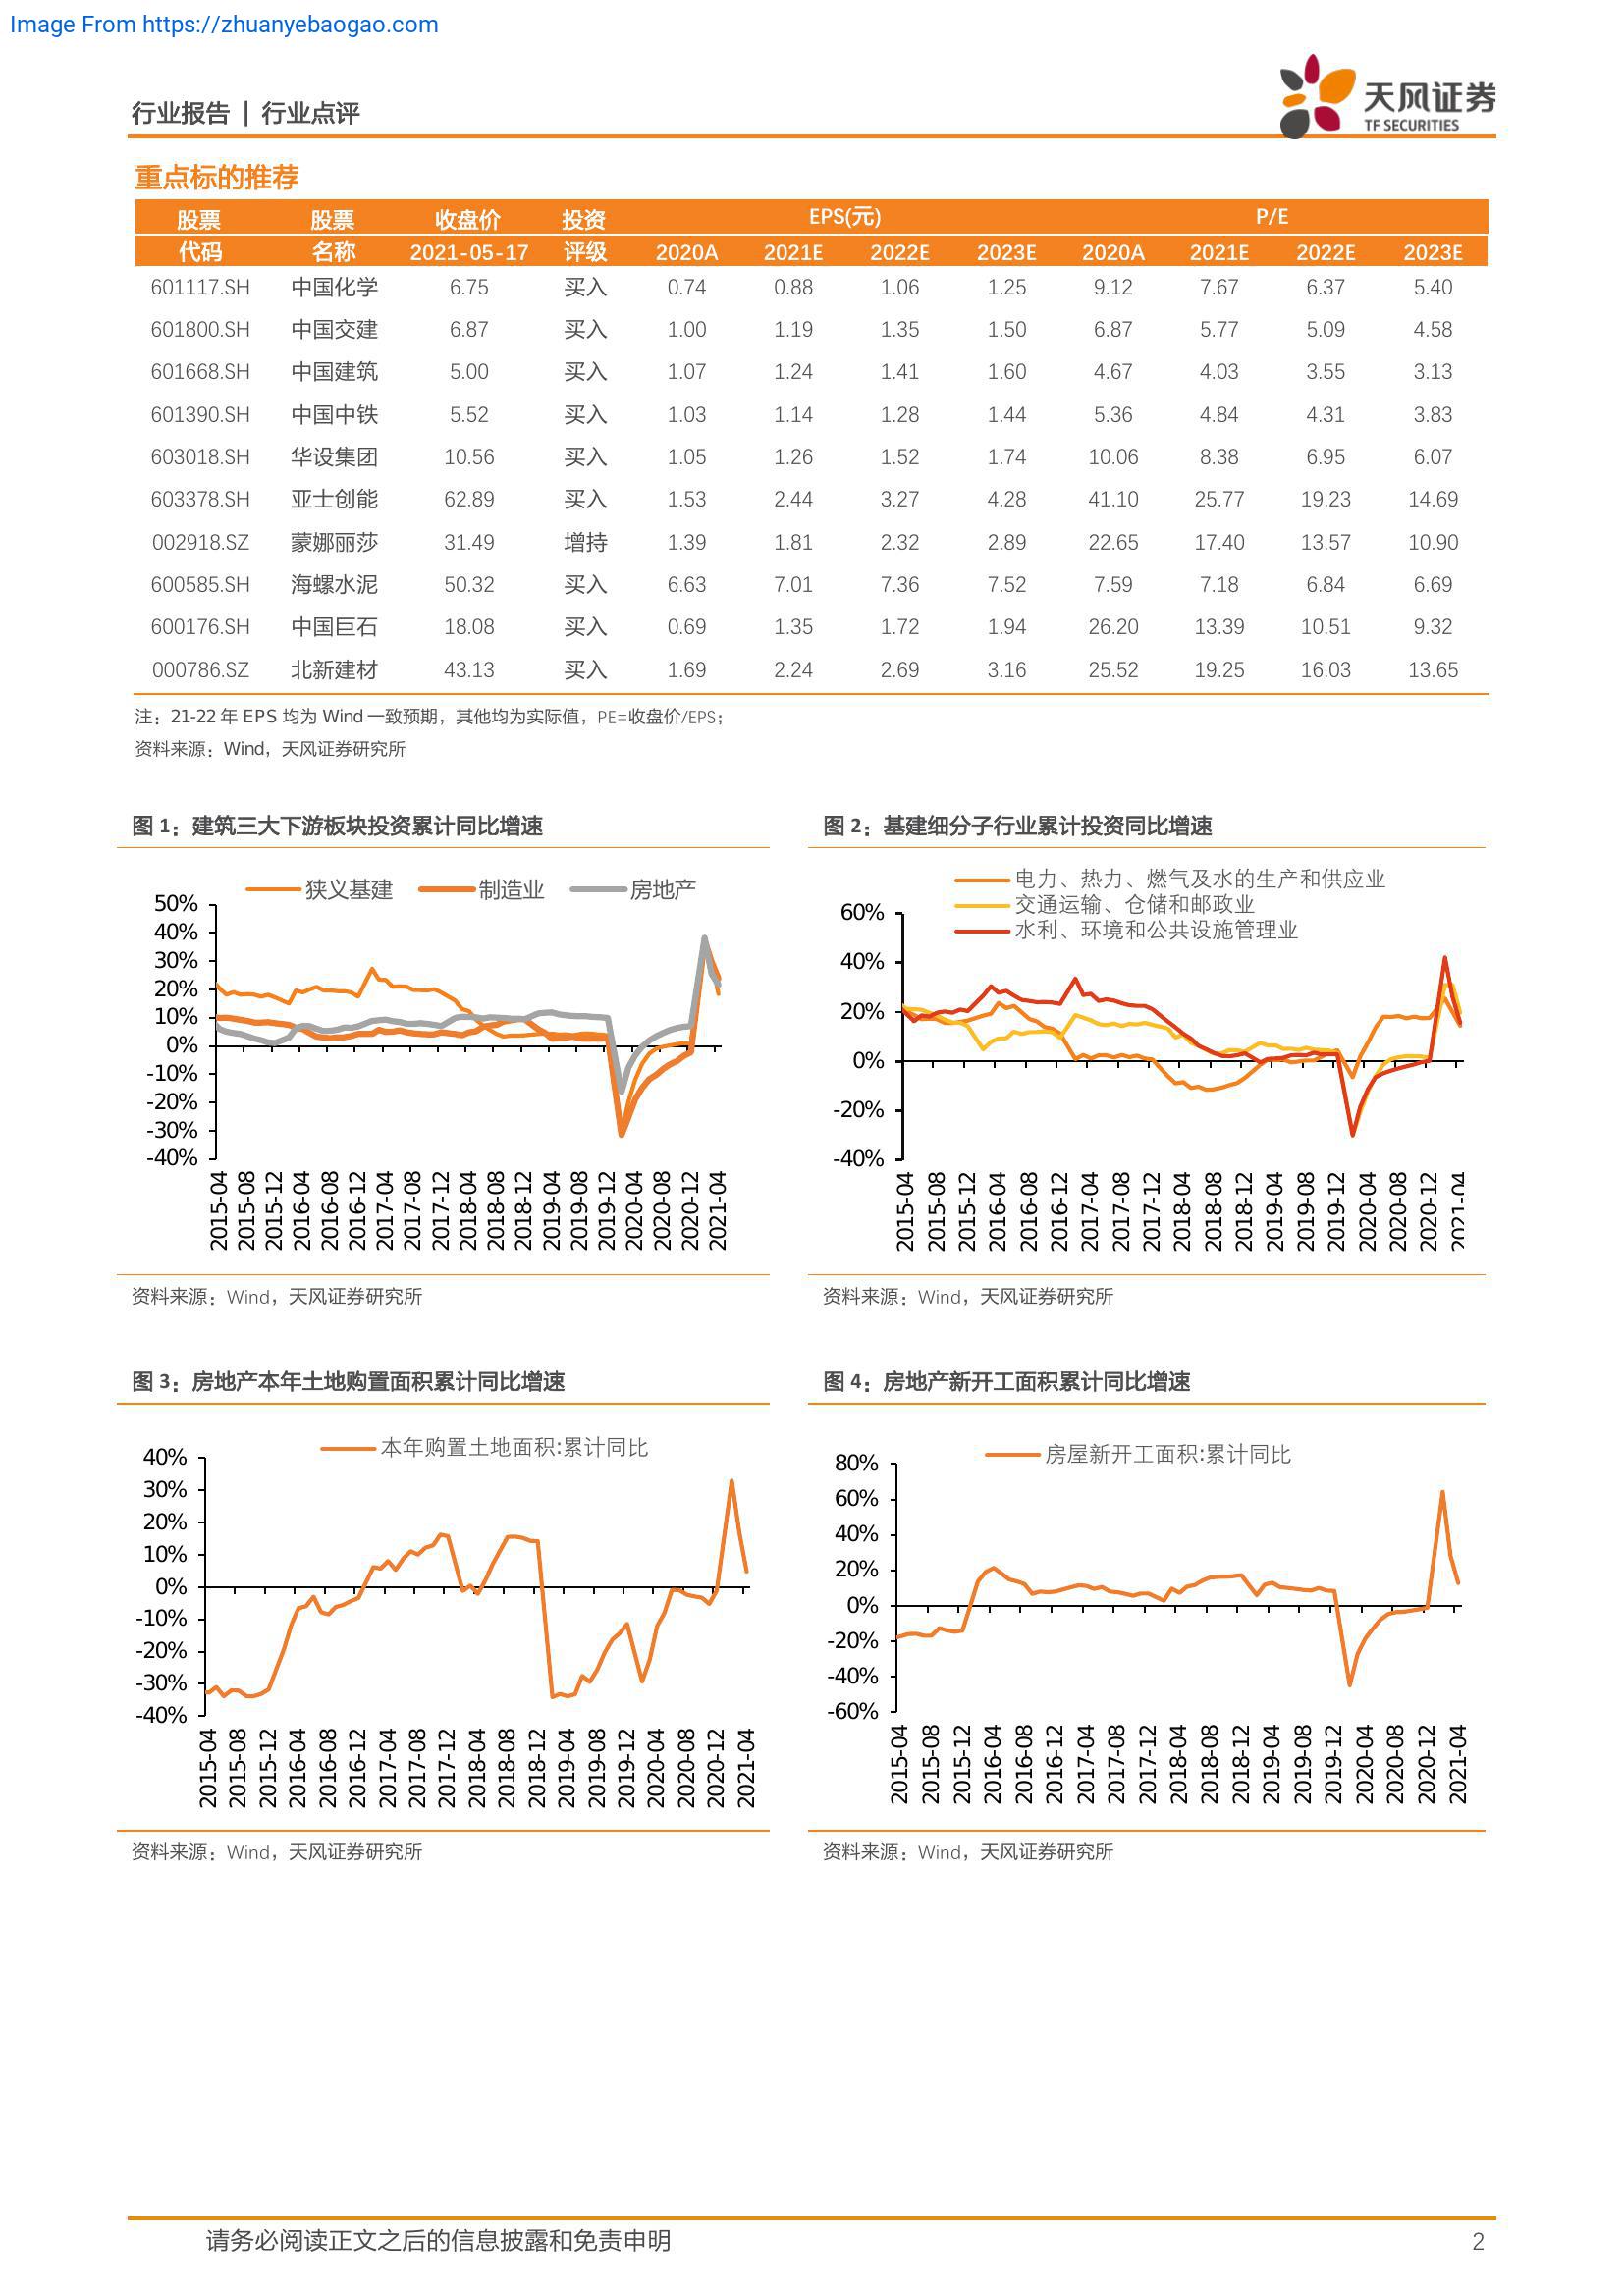 Image From https://zhuanyebaogao.com
行业报告 | 行业点评
天风证券
TF SECURITIES
重点标的推荐
股票 股票 收盘价 投资 EPS(元) P/E
代码 名称 2021-05-17 评级 2020A 2021E 2022E 2023E 2020A 2021E 2022E 2023E
601117.SH 中国化学 6.75 买入 0.74 0.88 1.06 1.25 9.12 7.67 6.37 5.40
601800.SH 中国交建 6.87 买入 1.00 1.19 1.35 1.50 6.87 5.77 5.09 4.58
601668.SH 中国建筑 5.00 买入 1.07 1.24 1.41 1.60 4.67 4.03 3.55 3.13
601390.SH 中国中铁 5.52 买入 1.03 1.14 1.28 1.44 5.36 4.84 4.31 3.83
603018.SH 华设集团 10.56 买入 1.05 1.26 1.52 1.74 10.06 8.38 6.95 6.07
603378.SH 亚士创能 62.89 买入 1.53 2.44 3.27 4.28 41.10 25.77 19.23 14.69
002918.SZ 蒙娜丽莎 31.49 增持 1.39 1.81 2.32 2.89 22.65 17.40 13.57 10.90
600585.SH 海螺水泥 50.32 买入 6.63 7.01 7.36 7.52 7.59 7.18 6.84 6.69
600176.SH 中国巨石 18.08 买入 0.69 1.35 1.72 1.94 26.20 13.39 10.51 9.32
000786.SZ 北新建材 43.13 买入 1.69 2.24 2.69 3.16 25.52 19.25 16.03 13.65
注：21-22 年 EPS 均为 Wind 一致预期，其他均为实际值，PE=收盘价/EPS；
资料来源：Wind，天风证券研究所
图 1：建筑三大下游板块投资累计同比增速
狭义基建 制造业 房地产
50%
40%
30%
20%
10%
0%
-10%
-20%
-30%
-40%
2015-04 2015-08 2015-12 2016-04 2016-08 2016-12 2017-04 2017-08 2017-12 2018-04 2018-08 2018-12 2019-04 2019-08 2019-12 2020-04 2020-08 2020-12 2021-04
资料来源：Wind，天风证券研究所
图 2：基建细分子行业累计投资同比增速
电力、热力、燃气及水的生产和供应业
交通运输、仓储和邮政业
水利、环境和公共设施管理业
60%
40%
20%
0%
-20%
-40%
2015-04 2015-08 2015-12 2016-04 2016-08 2016-12 2017-04 2017-08 2017-12 2018-04 2018-08 2018-12 2019-04 2019-08 2019-12 2020-04 2020-08 2020-12 2021-04
资料来源：Wind，天风证券研究所
图 3：房地产本年土地购置面积累计同比增速
本年购置土地面积:累计同比
40%
30%
20%
10%
0%
-10%
-20%
-30%
-40%
2015-04 2015-08 2015-12 2016-04 2016-08 2016-12 2017-04 2017-08 2017-12 2018-04 2018-08 2018-12 2019-04 2019-08 2019-12 2020-04 2020-08 2020-12 2021-04
资料来源：Wind，天风证券研究所
图 4：房地产新开工面积累计同比增速
房屋新开工面积:累计同比
80%
60%
40%
20%
0%
-20%
-40%
-60%
2015-04 2015-08 2015-12 2016-04 2016-08 2016-12 2017-04 2017-08 2017-12 2018-04 2018-08 2018-12 2019-04 2019-08 2019-12 2020-04 2020-08 2020-12 2021-04
资料来源：Wind，天风证券研究所
请务必阅读正文之后的信息披露和免责申明 2